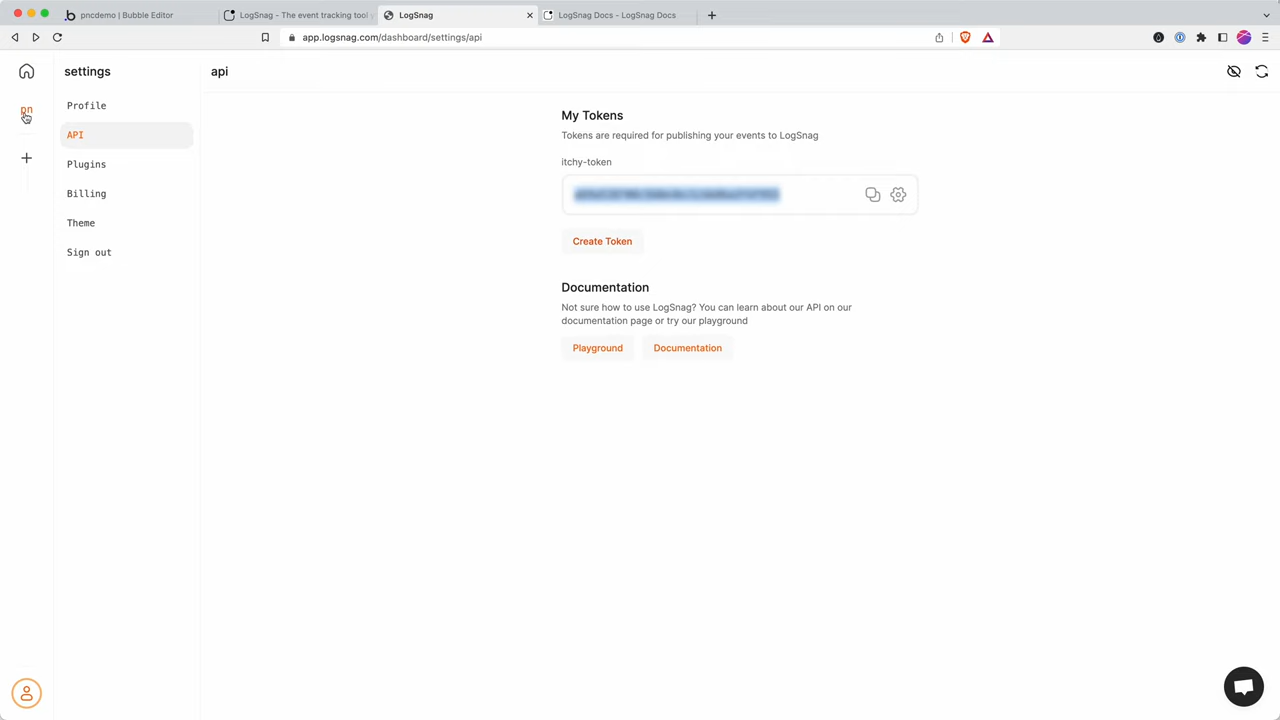 pncdemo | Bubble Editor
LogSnag - The event tracking tool
LogSnag
LogSnag Docs - LogSnag
app.logsnag.com/dashboard/settings/api
settings
api
pn
Profile
API
Plugins
Billing
Theme
Sign out
My Tokens
Tokens are required for publishing your events to LogSnag
itchy-token
Create Token
Documentation
Not sure how to use LogSnag? You can learn about our API on our
documentation page or try our playground
Playground
Documentation